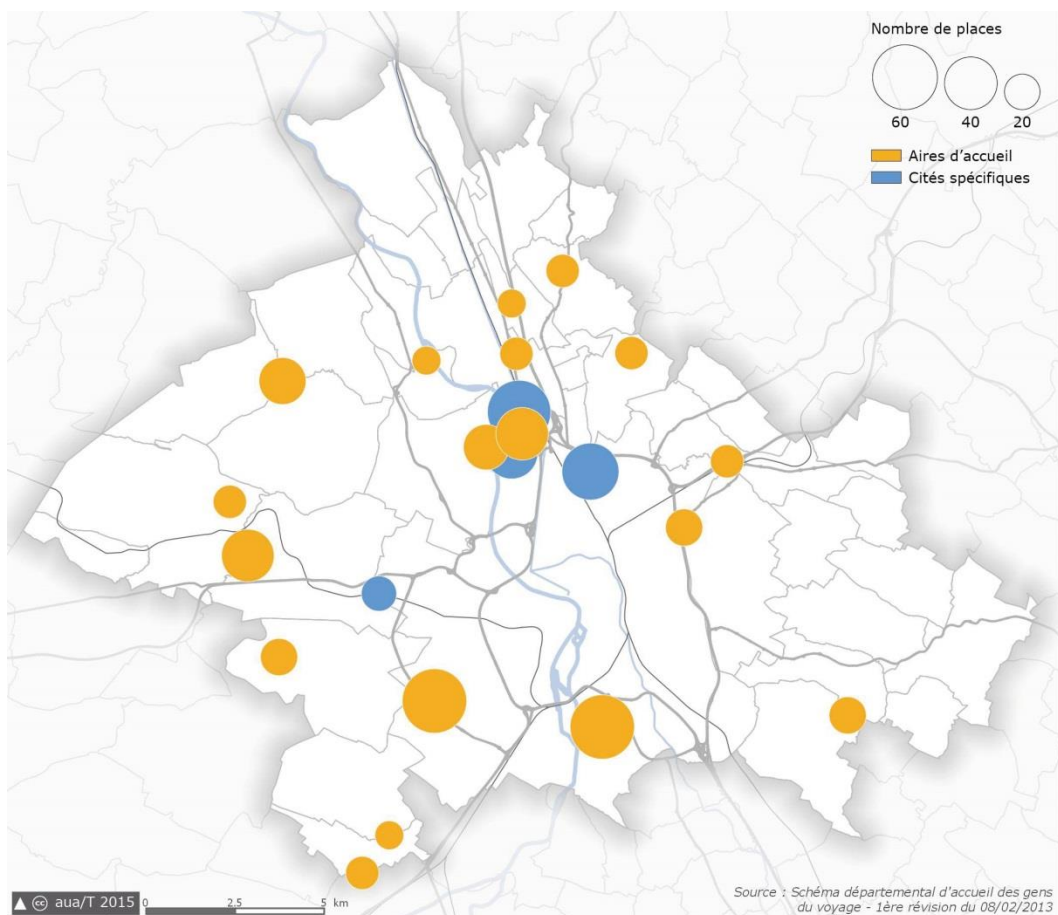 Nombre de places
60 40 20
Aires d'accueil
Cités spécifiques
cc aua/T 2015
0 2.5 5 km
Source : Schéma départemental d'accueil des gens
du voyage - 1ère révision du 08/02/2013